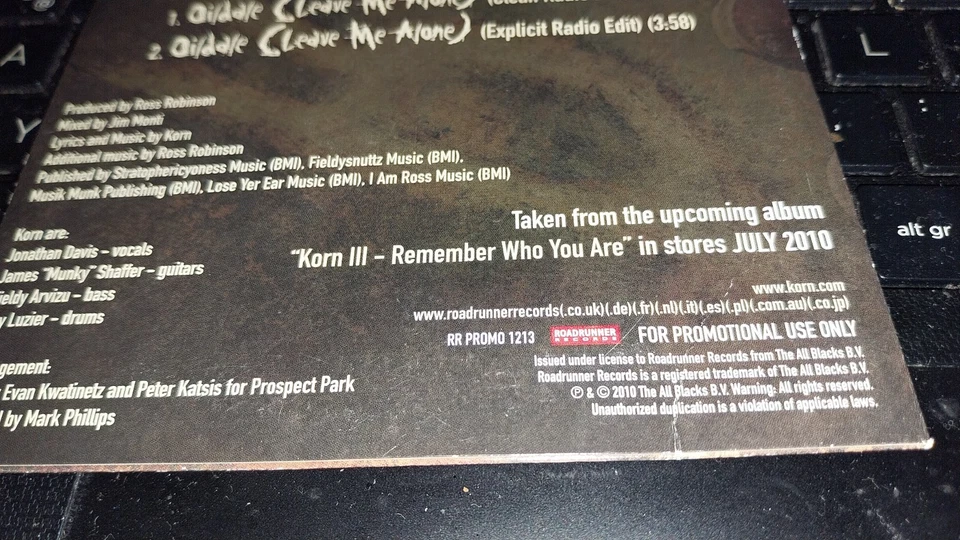 1. Oildale (Leave Me Alone)
2. Oildale (Leave Me Alone) (Explicit Radio Edit) (3:58)
Produced by Ross Robinson
Mixed by Jim Monti
Lyrics and Music by Korn
Additional music by Ross Robinson
Published by Stratosphericyoness Music (BMI), Fieldysnuttz Music (BMI),
Musik Munk Publishing (BMI), Lose Yer Ear Music (BMI), I Am Ross Music (BMI)
Taken from the upcoming album
"Korn III – Remember Who You Are" in stores JULY 2010
Korn are:
Jonathan Davis – vocals
James "Munky" Shaffer – guitars
ieldy Arvizu – bass
y Luzier – drums
www.korn.com
www.roadrunnerrecords(.co.uk)(.de)(.fr)(.nl)(.it)(.es)(.pl)(.com.au)(.co.jp)
RR PROMO 1213 ROADRUNNER RECORDS FOR PROMOTIONAL USE ONLY
Issued under license to Roadrunner Records from The All Blacks B.V.
Roadrunner Records is a registered trademark of The All Blacks B.V.
℗ & © 2010 The All Blacks B.V. Warning: All rights reserved.
Unauthorized duplication is a violation of applicable laws.
gement:
Evan Kwatinetz and Peter Katsis for Prospect Park
by Mark Phillips
A
Y
L
alt gr